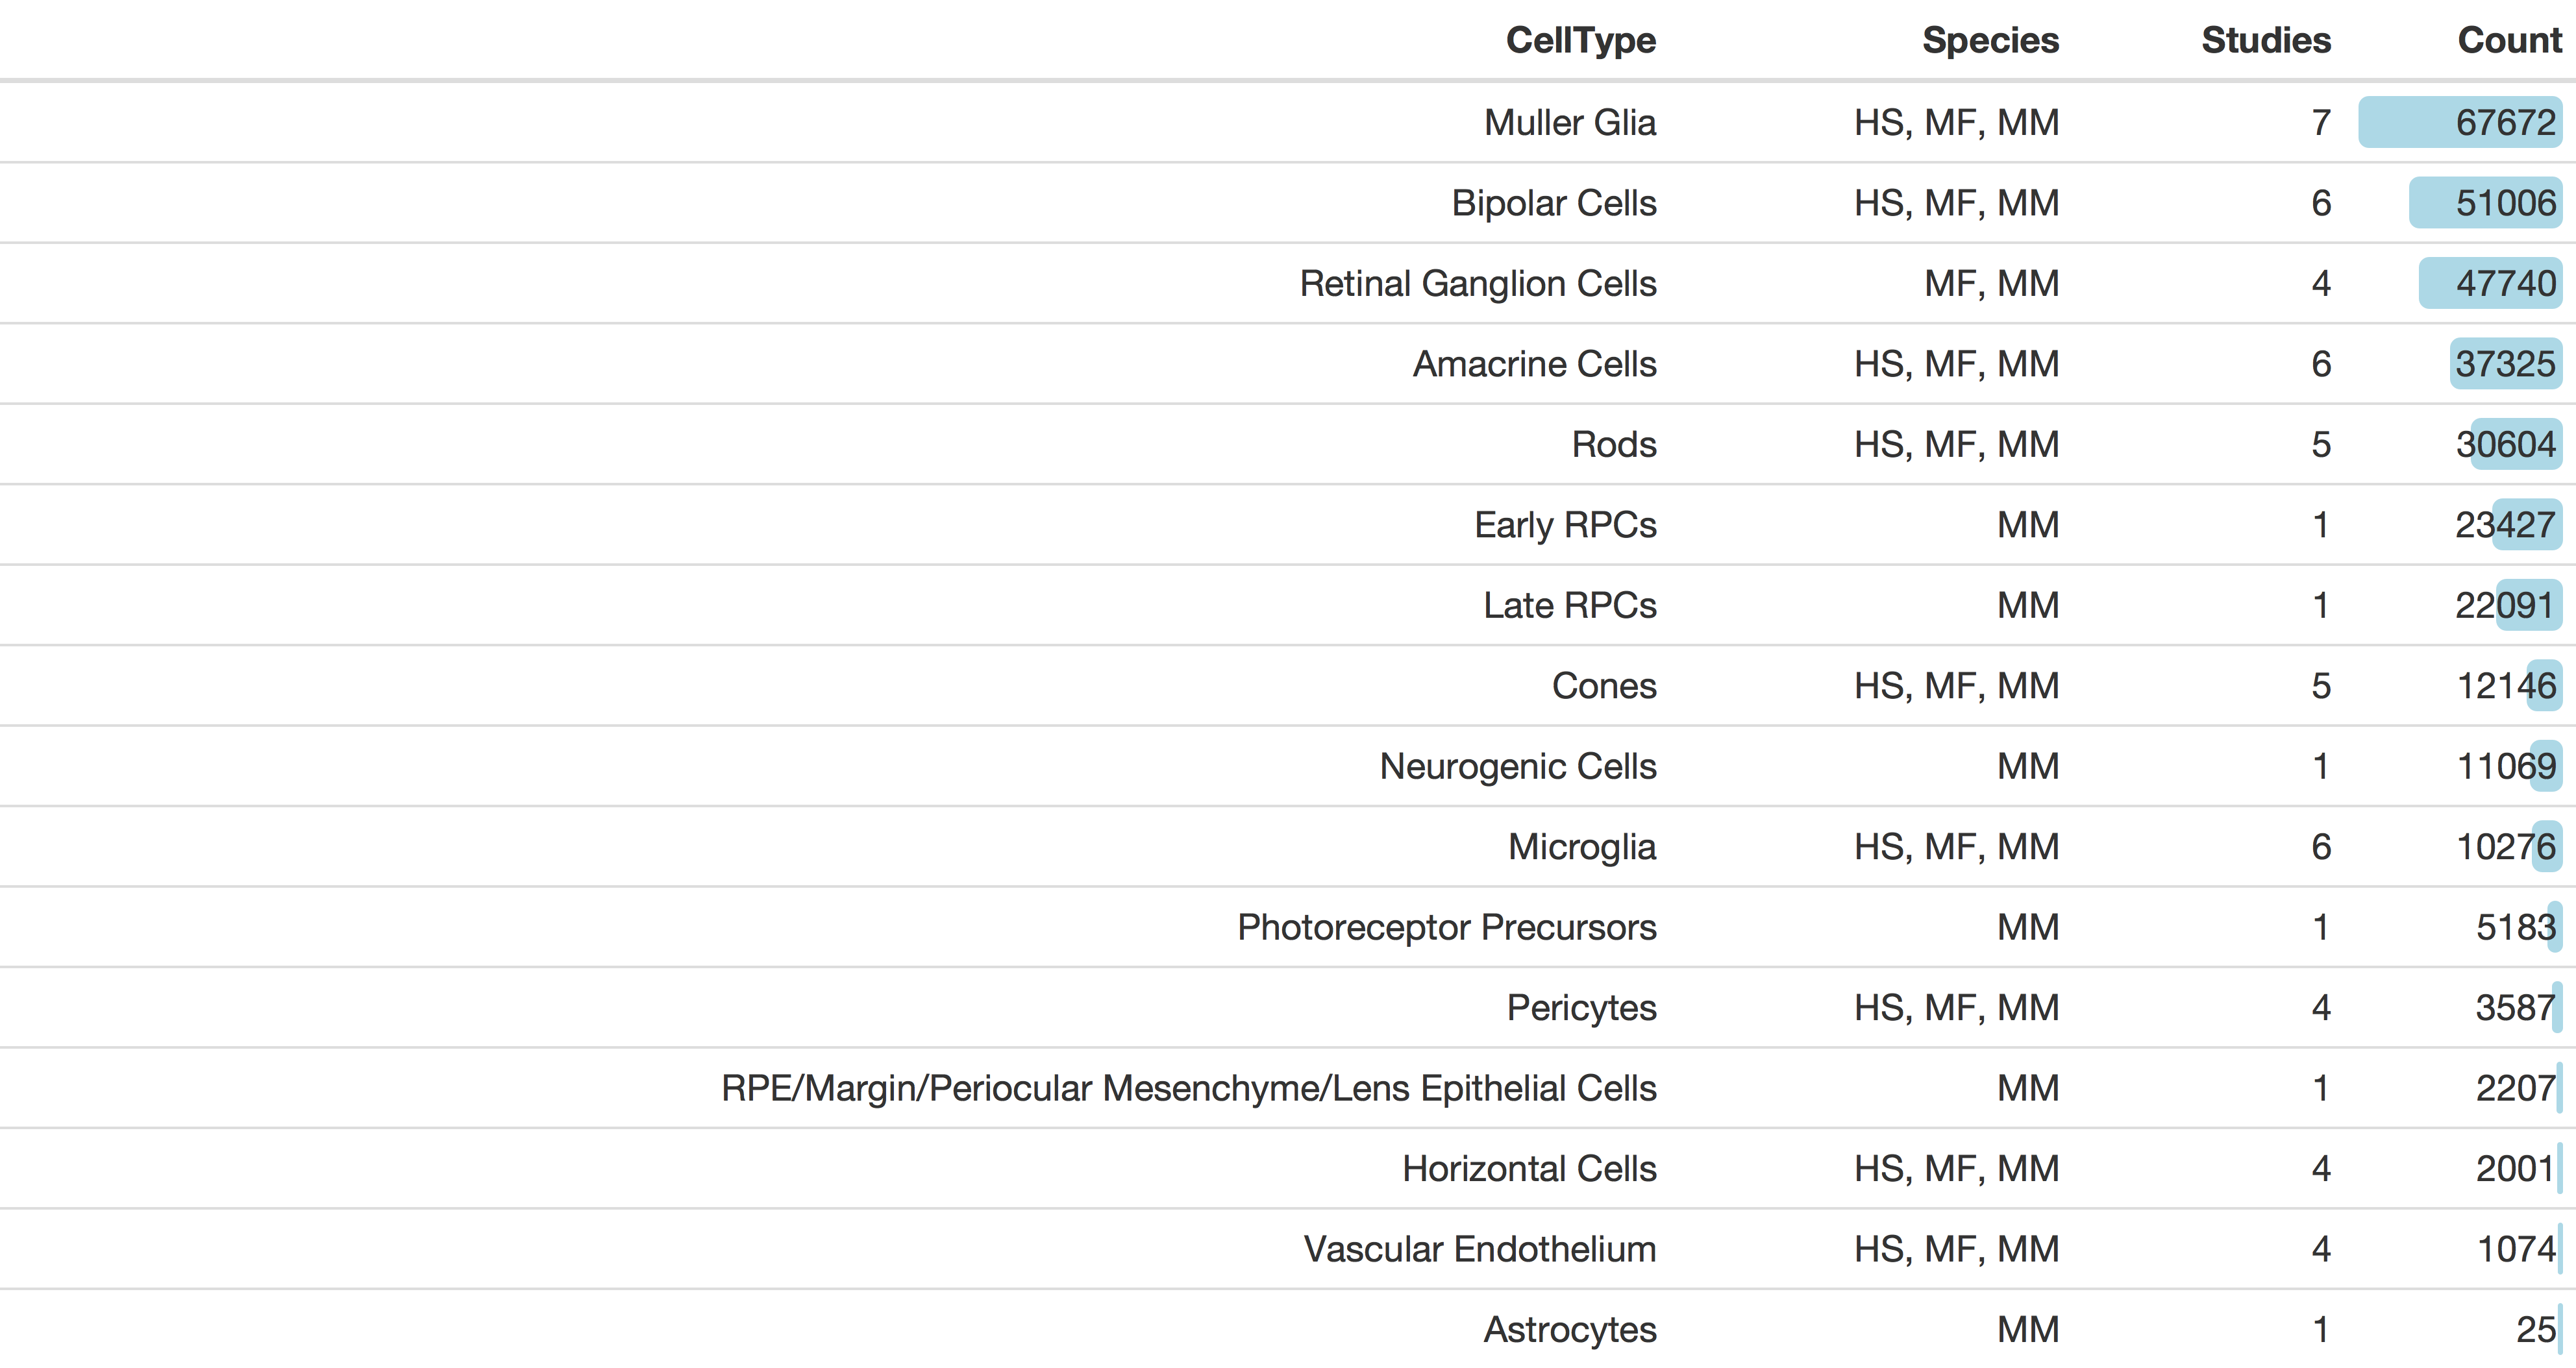 CellType Species Studies Count
Muller Glia HS, MF, MM 7 67672
Bipolar Cells HS, MF, MM 6 51006
Retinal Ganglion Cells MF, MM 4 47740
Amacrine Cells HS, MF, MM 6 37325
Rods HS, MF, MM 5 30604
Early RPCs MM 1 23427
Late RPCs MM 1 22091
Cones HS, MF, MM 5 12146
Neurogenic Cells MM 1 11069
Microglia HS, MF, MM 6 10276
Photoreceptor Precursors MM 1 5183
Pericytes HS, MF, MM 4 3587
RPE/Margin/Periocular Mesenchyme/Lens Epithelial Cells MM 1 2207
Horizontal Cells HS, MF, MM 4 2001
Vascular Endothelium HS, MF, MM 4 1074
Astrocytes MM 1 25